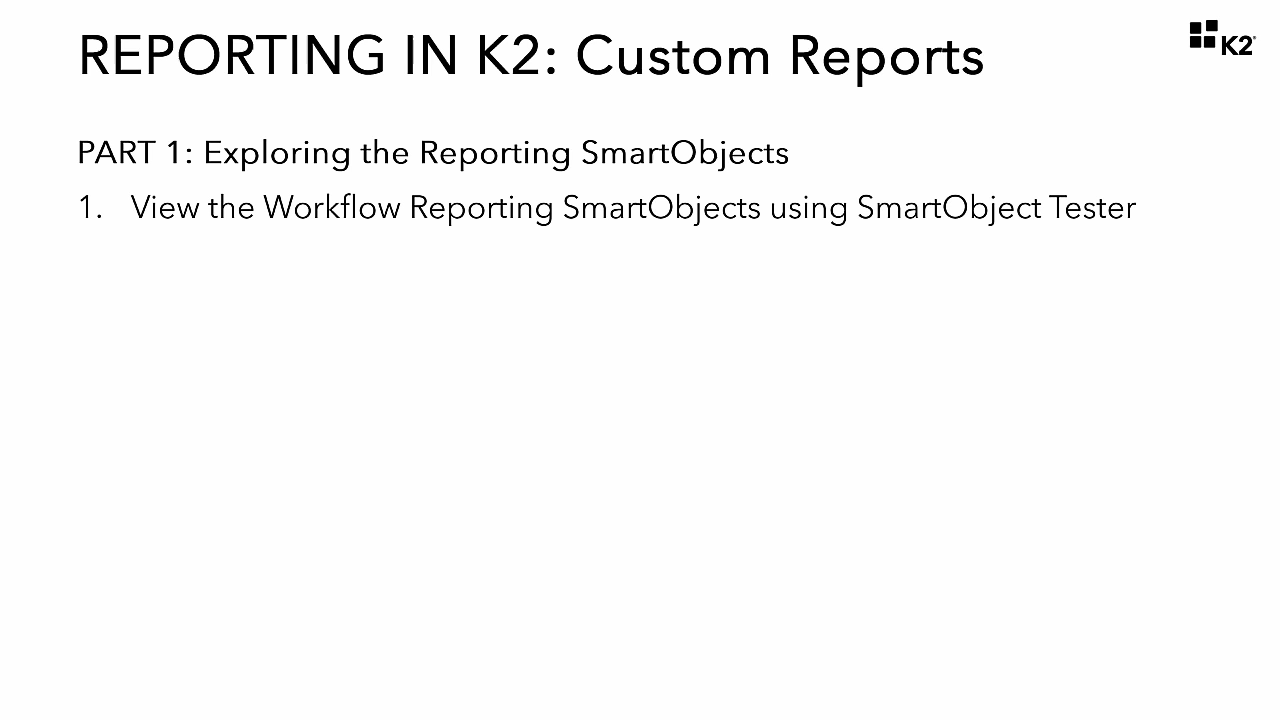 REPORTING IN K2: Custom Reports
K2
PART 1: Exploring the Reporting SmartObjects
1. View the Workflow Reporting SmartObjects using SmartObject Tester